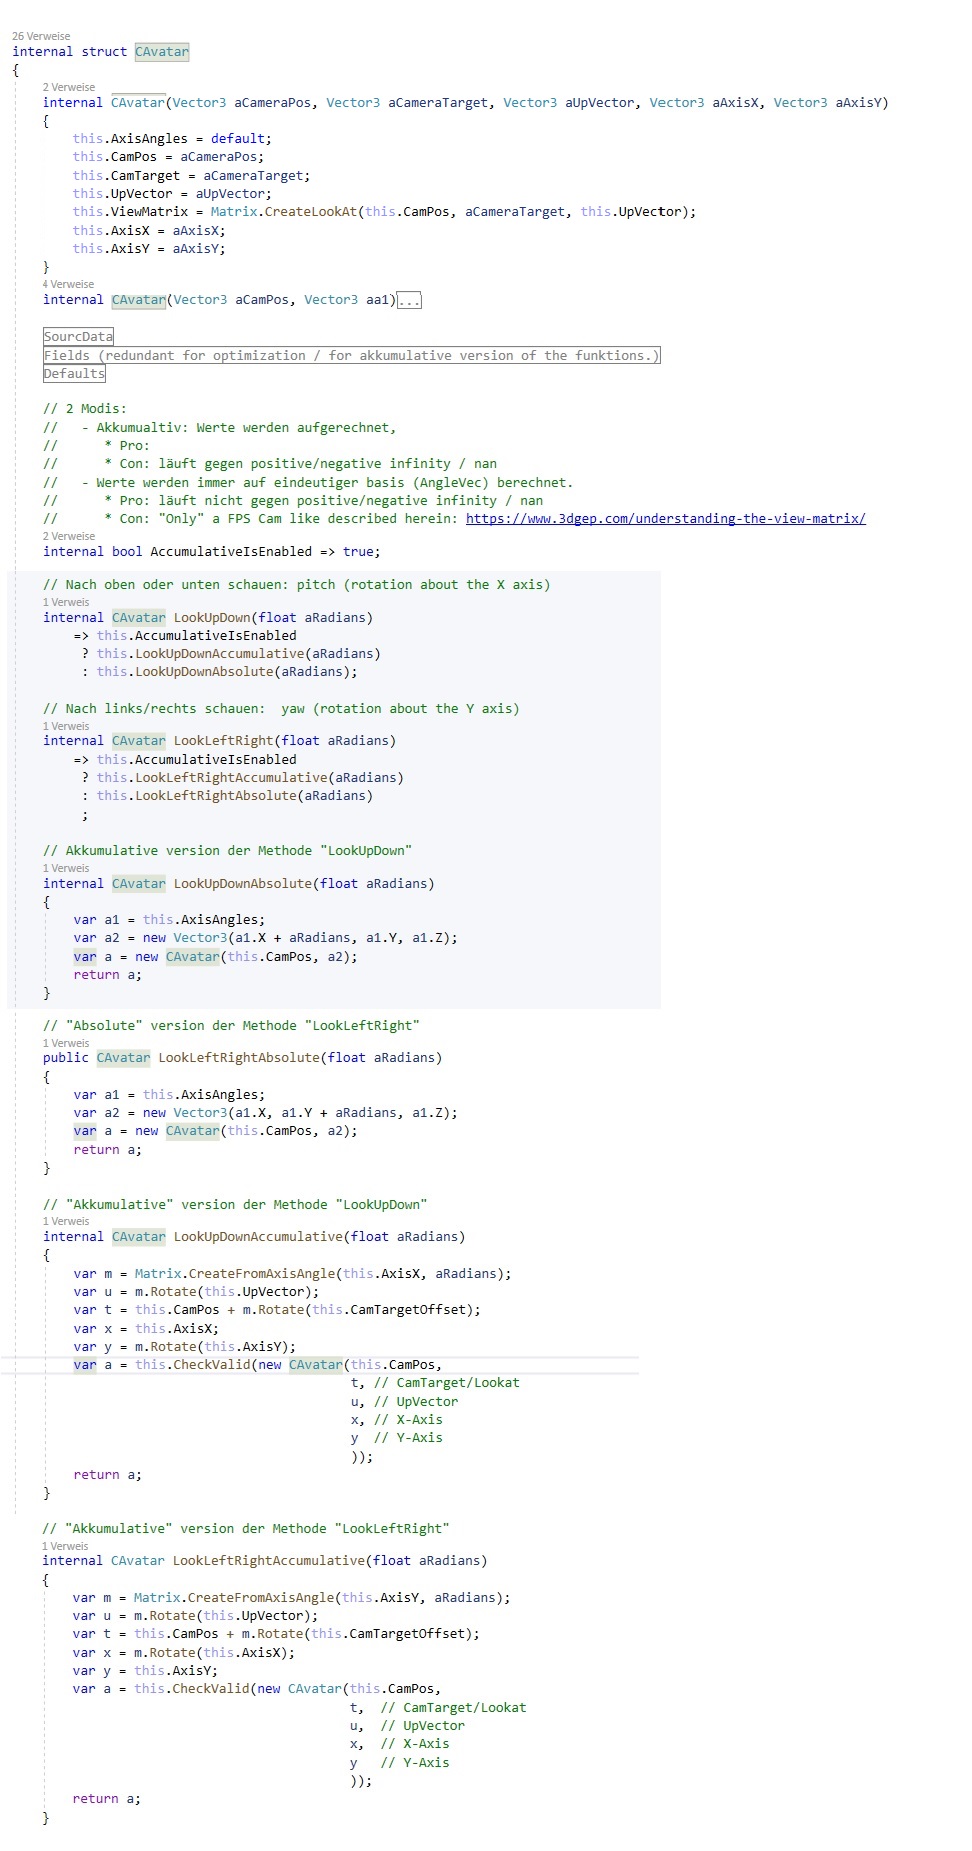 26 Verweise
internal struct CAvatar
{
2 Verweise
internal CAvatar(Vector3 aCameraPos, Vector3 aCameraTarget, Vector3 aUpVector, Vector3 aAxisX, Vector3 aAxisY)
{
this.AxisAngles = default;
this.CamPos = aCameraPos;
this.CamTarget = aCameraTarget;
this.UpVector = aUpVector;
this.ViewMatrix = Matrix.CreateLookAt(this.CamPos, aCameraTarget, this.UpVector);
this.AxisX = aAxisX;
this.AxisY = aAxisY;
}
4 Verweise
internal CAvatar(Vector3 aCamPos, Vector3 aa1)...
SourcData
Fields (redundant for optimization / for akkumulative version of the funktions.)
Defaults
// 2 Modis:
//   - Akkumualtiv: Werte werden aufgerechnet,
//      * Pro:
//      * Con: läuft gegen positive/negative infinity / nan
//   - Werte werden immer auf eindeutiger basis (AngleVec) berechnet.
//      * Pro: läuft nicht gegen positive/negative infinity / nan
//      * Con: "Only" a FPS Cam like described herein: https://www.3dgep.com/understanding-the-view-matrix/
2 Verweise
internal bool AccumulativeIsEnabled => true;
// Nach oben oder unten schauen: pitch (rotation about the X axis)
1 Verweis
internal CAvatar LookUpDown(float aRadians)
=> this.AccumulativeIsEnabled
? this.LookUpDownAccumulative(aRadians)
: this.LookUpDownAbsolute(aRadians);
// Nach links/rechts schauen:  yaw (rotation about the Y axis)
1 Verweis
internal CAvatar LookLeftRight(float aRadians)
=> this.AccumulativeIsEnabled
? this.LookLeftRightAccumulative(aRadians)
: this.LookLeftRightAbsolute(aRadians)
;
// Akkumulative version der Methode "LookUpDown"
1 Verweis
internal CAvatar LookUpDownAbsolute(float aRadians)
{
var a1 = this.AxisAngles;
var a2 = new Vector3(a1.X + aRadians, a1.Y, a1.Z);
var a = new CAvatar(this.CamPos, a2);
return a;
}
// "Absolute" version der Methode "LookLeftRight"
1 Verweis
public CAvatar LookLeftRightAbsolute(float aRadians)
{
var a1 = this.AxisAngles;
var a2 = new Vector3(a1.X, a1.Y + aRadians, a1.Z);
var a = new CAvatar(this.CamPos, a2);
return a;
}
// "Akkumulative" version der Methode "LookUpDown"
1 Verweis
internal CAvatar LookUpDownAccumulative(float aRadians)
{
var m = Matrix.CreateFromAxisAngle(this.AxisX, aRadians);
var u = m.Rotate(this.UpVector);
var t = this.CamPos + m.Rotate(this.CamTargetOffset);
var x = this.AxisX;
var y = m.Rotate(this.AxisY);
var a = this.CheckValid(new CAvatar(this.CamPos,
t, // CamTarget/Lookat
u, // UpVector
x, // X-Axis
y  // Y-Axis
));
return a;
}
// "Akkumulative" version der Methode "LookLeftRight"
1 Verweis
internal CAvatar LookLeftRightAccumulative(float aRadians)
{
var m = Matrix.CreateFromAxisAngle(this.AxisY, aRadians);
var u = m.Rotate(this.UpVector);
var t = this.CamPos + m.Rotate(this.CamTargetOffset);
var x = m.Rotate(this.AxisX);
var y = this.AxisY;
var a = this.CheckValid(new CAvatar(this.CamPos,
t,  // CamTarget/Lookat
u,  // UpVector
x,  // X-Axis
y   // Y-Axis
));
return a;
}